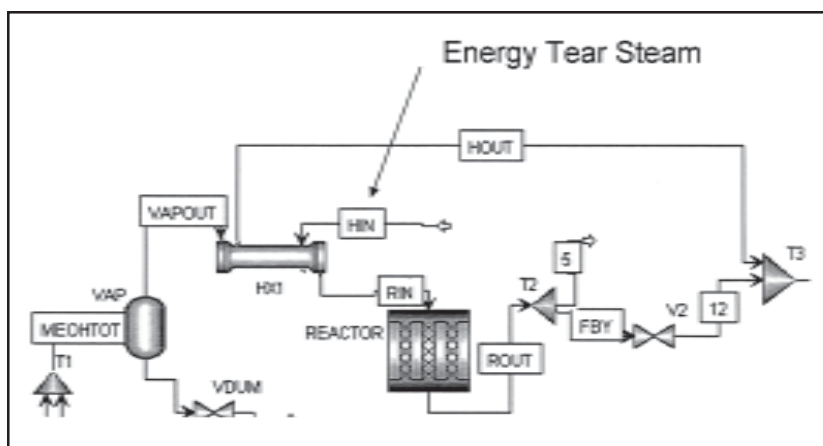 Energy Tear Steam
HOUT
VAPOUT
HIN
5
T3
HX1
RIN
T2
VAP
12
V2
MEOHTOT
REACTOR
FBY
ROUT
T1
VDUM